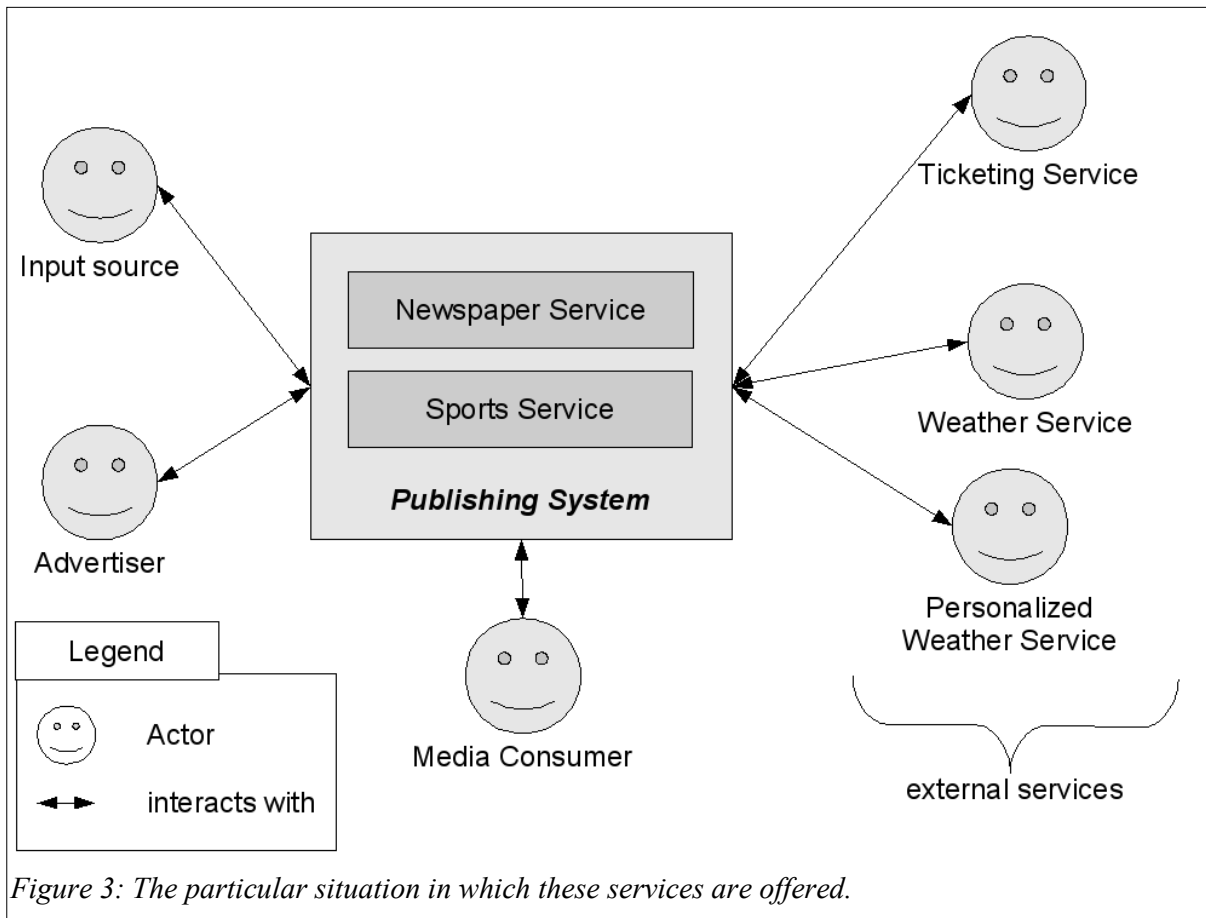 Ticketing Service
Input source
Newspaper Service
Sports Service
Publishing System
Weather Service
Advertiser
Personalized
Weather Service
Legend
Actor
interacts with
Media Consumer
external services
Figure 3: The particular situation in which these services are offered.